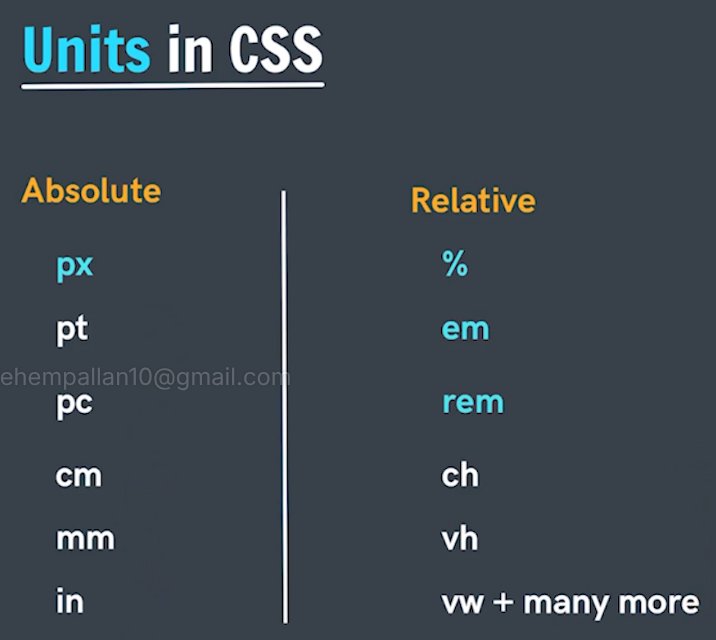 Units in CSS
Absolute
px
pt
ehempallan10@gmail.com
pc
cm
mm
in
Relative
%
em
rem
ch
vh
vw + many more